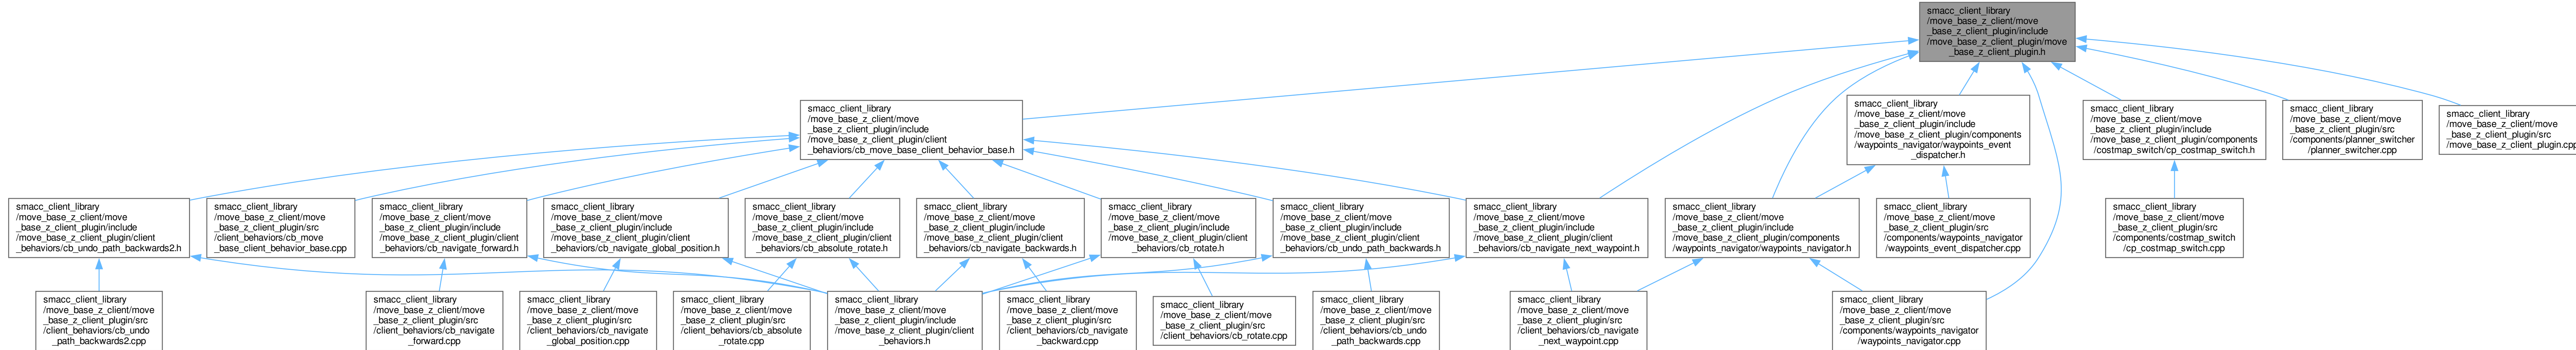 smacc_client_library
/move_base_z_client/move
_base_z_client_plugin/include
/move_base_z_client_plugin/move
_base_z_client_plugin.h
smacc_client_library
/move_base_z_client/move
_base_z_client_plugin/include
/move_base_z_client_plugin/client
_behaviors/cb_move_base_client_behavior_base.h
smacc_client_library
/move_base_z_client/move
_base_z_client_plugin/include
/move_base_z_client_plugin/components
/waypoints_navigator/waypoints_event
_dispatcher.h
smacc_client_library
/move_base_z_client/move
_base_z_client_plugin/include
/move_base_z_client_plugin/components
/costmap_switch/cp_costmap_switch.h
smacc_client_library
/move_base_z_client/move
_base_z_client_plugin/src
/components/planner_switcher
/planner_switcher.cpp
smacc_client_library
/move_base_z_client/move
_base_z_client_plugin/src
/move_base_z_client_plugin.cpp
smacc_client_library
/move_base_z_client/move
_base_z_client_plugin/include
/move_base_z_client_plugin/client
_behaviors/cb_undo_path_backwards2.h
smacc_client_library
/move_base_z_client/move
_base_z_client_plugin/src
/client_behaviors/cb_move
_base_client_behavior_base.cpp
smacc_client_library
/move_base_z_client/move
_base_z_client_plugin/include
/move_base_z_client_plugin/client
_behaviors/cb_navigate_forward.h
smacc_client_library
/move_base_z_client/move
_base_z_client_plugin/include
/move_base_z_client_plugin/client
_behaviors/cb_navigate_global_position.h
smacc_client_library
/move_base_z_client/move
_base_z_client_plugin/include
/move_base_z_client_plugin/client
_behaviors/cb_absolute_rotate.h
smacc_client_library
/move_base_z_client/move
_base_z_client_plugin/include
/move_base_z_client_plugin/client
_behaviors/cb_navigate_backwards.h
smacc_client_library
/move_base_z_client/move
_base_z_client_plugin/include
/move_base_z_client_plugin/client
_behaviors/cb_rotate.h
smacc_client_library
/move_base_z_client/move
_base_z_client_plugin/include
/move_base_z_client_plugin/client
_behaviors/cb_undo_path_backwards.h
smacc_client_library
/move_base_z_client/move
_base_z_client_plugin/include
/move_base_z_client_plugin/client
_behaviors/cb_navigate_next_waypoint.h
smacc_client_library
/move_base_z_client/move
_base_z_client_plugin/include
/move_base_z_client_plugin/components
/waypoints_navigator/waypoints_navigator.h
smacc_client_library
/move_base_z_client/move
_base_z_client_plugin/src
/components/waypoints_navigator
/waypoints_event_dispatcher.cpp
smacc_client_library
/move_base_z_client/move
_base_z_client_plugin/src
/components/costmap_switch
/cp_costmap_switch.cpp
smacc_client_library
/move_base_z_client/move
_base_z_client_plugin/src
/client_behaviors/cb_undo
_path_backwards2.cpp
smacc_client_library
/move_base_z_client/move
_base_z_client_plugin/src
/client_behaviors/cb_navigate
_forward.cpp
smacc_client_library
/move_base_z_client/move
_base_z_client_plugin/src
/client_behaviors/cb_navigate
_global_position.cpp
smacc_client_library
/move_base_z_client/move
_base_z_client_plugin/src
/client_behaviors/cb_absolute
_rotate.cpp
smacc_client_library
/move_base_z_client/move
_base_z_client_plugin/include
/move_base_z_client_plugin/client
_behaviors.h
smacc_client_library
/move_base_z_client/move
_base_z_client_plugin/src
/client_behaviors/cb_navigate
_backward.cpp
smacc_client_library
/move_base_z_client/move
_base_z_client_plugin/src
/client_behaviors/cb_rotate.cpp
smacc_client_library
/move_base_z_client/move
_base_z_client_plugin/src
/client_behaviors/cb_undo
_path_backwards.cpp
smacc_client_library
/move_base_z_client/move
_base_z_client_plugin/src
/client_behaviors/cb_navigate
_next_waypoint.cpp
smacc_client_library
/move_base_z_client/move
_base_z_client_plugin/src
/components/waypoints_navigator
/waypoints_navigator.cpp